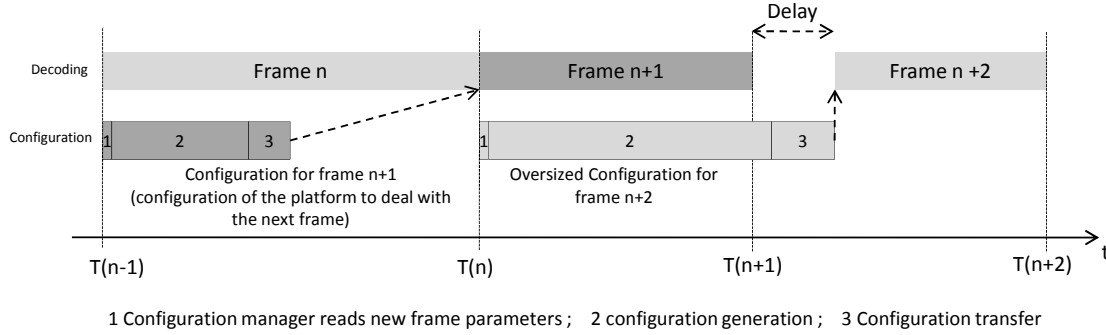 Delay
Decoding
Frame n
Frame n+1
Frame n +2
Configuration
1
2
3
1
2
3
Configuration for frame n+1
(configuration of the platform to deal with
the next frame)
Oversized Configuration for
frame n+2
t
T(n-1)
T(n)
T(n+1)
T(n+2)
1 Configuration manager reads new frame parameters ; 2 configuration generation ; 3 Configuration transfer